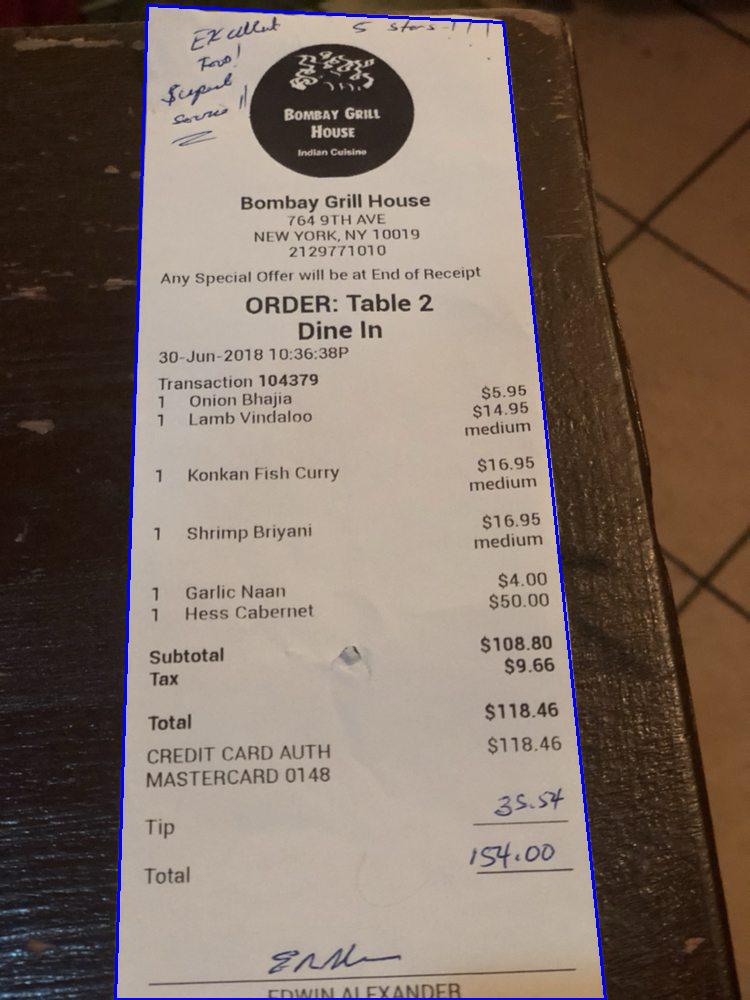 Excellent
Food!
Superb
Service!!
5 stars!!!
BOMBAY GRILL
HOUSE
Indian Cuisine
Bombay Grill House
764 9TH AVE
NEW YORK, NY 10019
2129771010
Any Special Offer will be at End of Receipt
ORDER: Table 2
Dine In
30-Jun-2018 10:36:38P
Transaction 104379
1 Onion Bhajia $5.95
1 Lamb Vindaloo $14.95
medium
1 Konkan Fish Curry $16.95
medium
1 Shrimp Briyani $16.95
medium
1 Garlic Naan $4.00
1 Hess Cabernet $50.00
Subtotal $108.80
Tax $9.66
Total $118.46
CREDIT CARD AUTH $118.46
MASTERCARD 0148
Tip 35.54
Total 154.00
EDWIN ALEXANDER